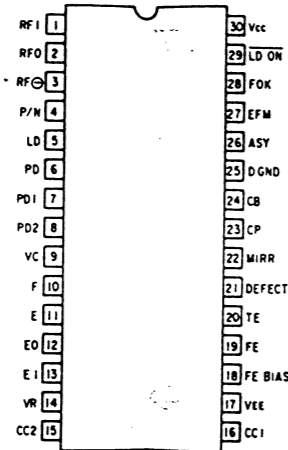 RF I 1 30 Vcc
RFO 2 29 LD ON
RF⊖ 3 28 FOK
P/N 4 27 EFM
LD 5 26 ASY
PD 6 25 DGND
PD1 7 24 CB
PD2 8 23 CP
VC 9 22 MIRR
F 10 21 DEFECT
E 11 20 TE
EO 12 19 FE
E I 13 18 FE BIAS
VR 14 17 VEE
CC2 15 16 CC I